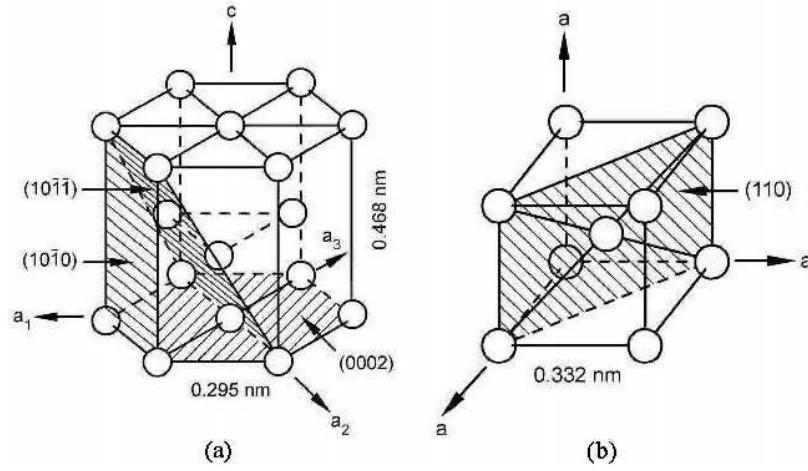 c
(101̄1̄)
(101̄0)
a₃
0.468 nm
a₁
(0002)
0.295 nm
a₂
(a)
a
(110)
a
0.332 nm
a
(b)